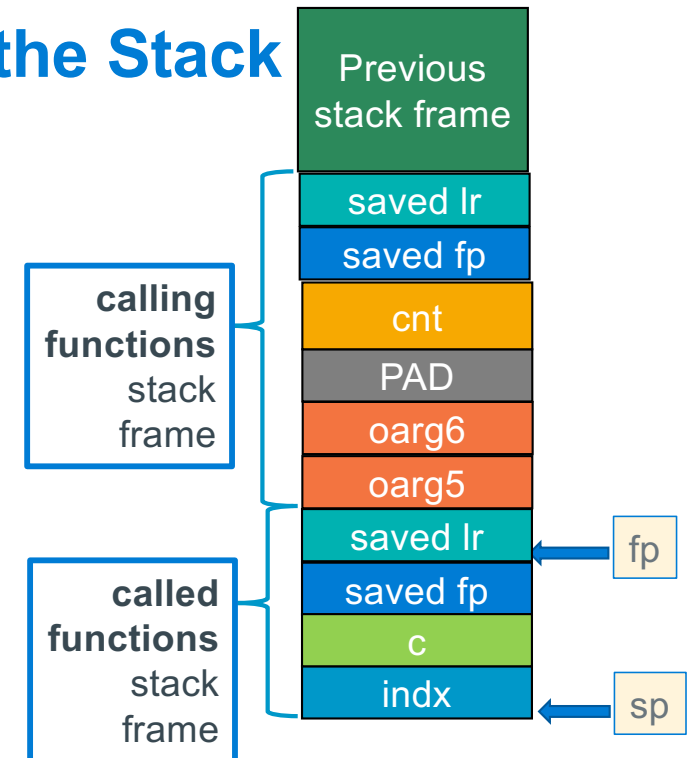 the Stack
Previous
stack frame
saved lr
saved fp
calling
functions
stack
frame
cnt
PAD
oarg6
oarg5
saved lr
fp
called
functions
stack
frame
saved fp
c
indx
sp